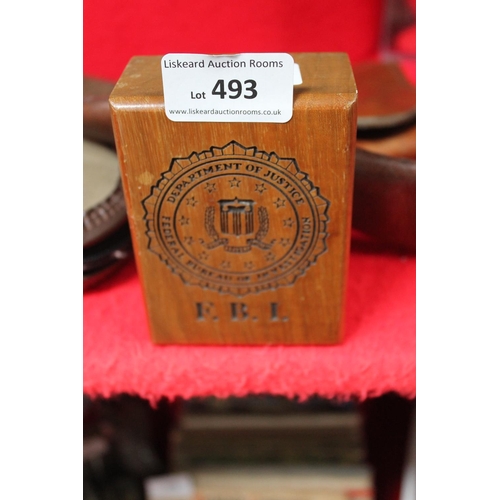 Liskeard Auction Rooms
Lot 493
www.liskeardauctionrooms.co.uk
DEPARTMENT OF JUSTICE
FEDERAL BUREAU OF INVESTIGATION
F. B. I.